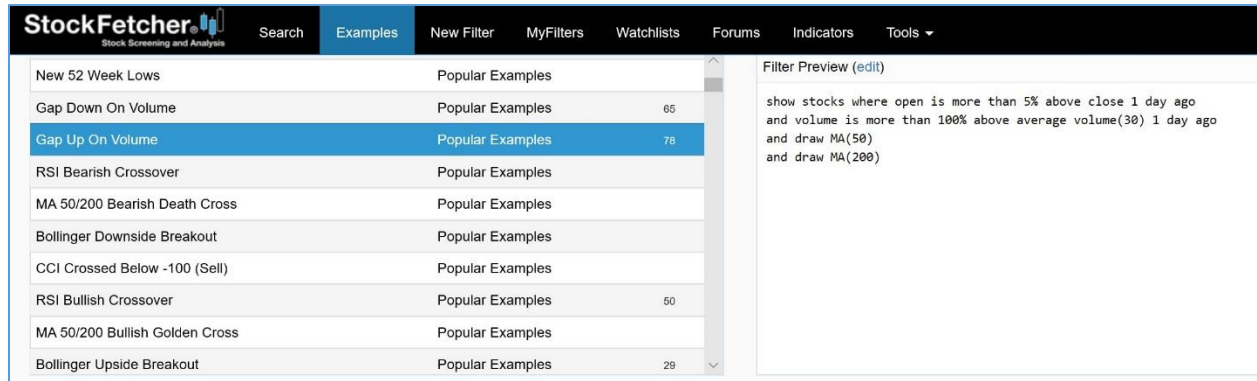 StockFetcher
Stock Screening and Analysis
Search Examples New Filter MyFilters Watchlists Forums Indicators Tools
New 52 Week Lows Popular Examples
Gap Down On Volume Popular Examples 65
Gap Up On Volume Popular Examples 78
RSI Bearish Crossover Popular Examples
MA 50/200 Bearish Death Cross Popular Examples
Bollinger Downside Breakout Popular Examples
CCI Crossed Below -100 (Sell) Popular Examples
RSI Bullish Crossover Popular Examples 50
MA 50/200 Bullish Golden Cross Popular Examples
Bollinger Upside Breakout Popular Examples 29
Filter Preview (edit)
show stocks where open is more than 5% above close 1 day ago
and volume is more than 100% above average volume(30) 1 day ago
and draw MA(50)
and draw MA(200)